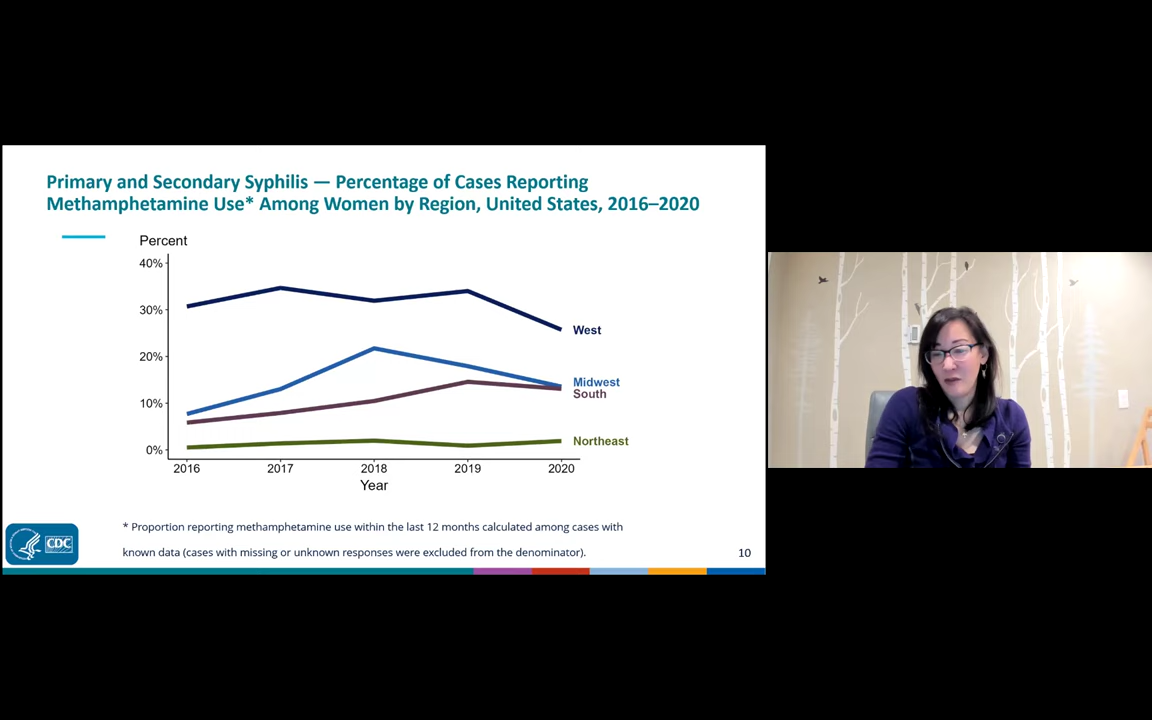 Primary and Secondary Syphilis — Percentage of Cases Reporting
Methamphetamine Use* Among Women by Region, United States, 2016–2020
Percent
40%
30%
20%
10%
0%
West
Midwest
South
Northeast
2016 2017 2018 2019 2020
Year
* Proportion reporting methamphetamine use within the last 12 months calculated among cases with
known data (cases with missing or unknown responses were excluded from the denominator).
CDC
10